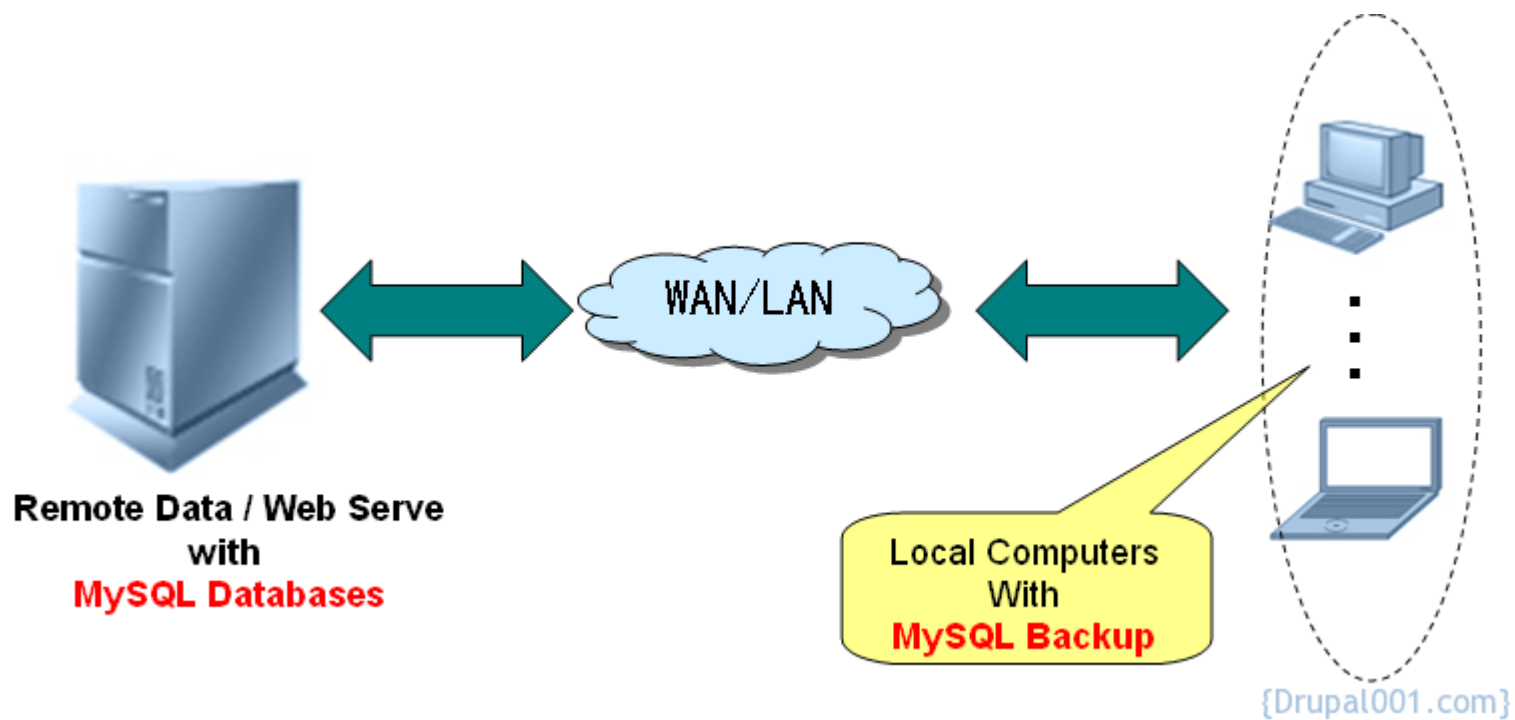 Remote Data / Web Serve
with
MySQL Databases
WAN/LAN
Local Computers
With
MySQL Backup
{Drupal001.com}